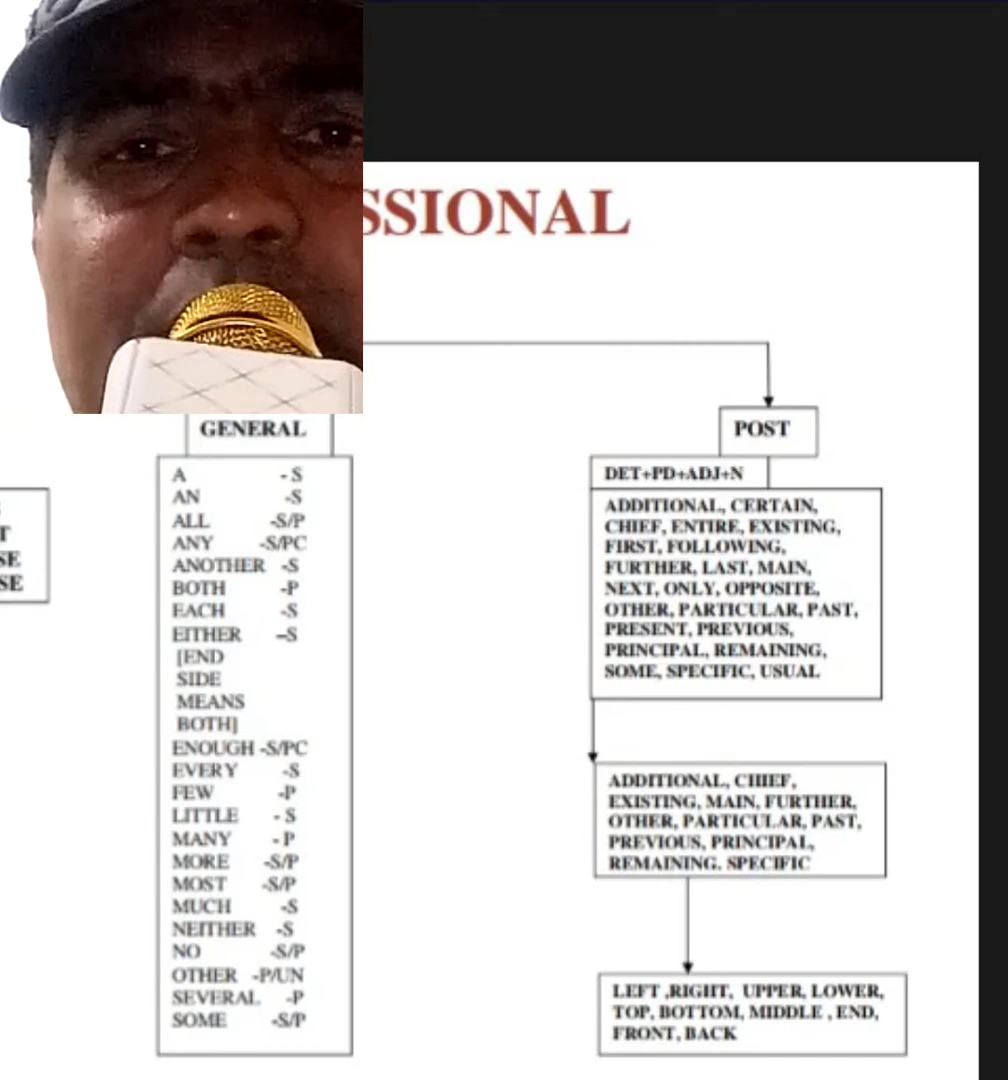 SSIONAL
GENERAL
A -S
AN -S
ALL -S/P
ANY -S/PC
ANOTHER -S
BOTH -P
EACH -S
EITHER –S
[END
SIDE
MEANS
BOTH]
ENOUGH -S/PC
EVERY -S
FEW -P
LITTLE - S
MANY - P
MORE -S/P
MOST -S/P
MUCH -S
NEITHER -S
NO -S/P
OTHER -P/UN
SEVERAL -P
SOME -S/P
T
SE
SE
POST
DET+PD+ADJ+N
ADDITIONAL, CERTAIN,
CHIEF, ENTIRE, EXISTING,
FIRST, FOLLOWING,
FURTHER, LAST, MAIN,
NEXT, ONLY, OPPOSITE,
OTHER, PARTICULAR, PAST,
PRESENT, PREVIOUS,
PRINCIPAL, REMAINING,
SOME, SPECIFIC, USUAL
ADDITIONAL, CHIEF,
EXISTING, MAIN, FURTHER,
OTHER, PARTICULAR, PAST,
PREVIOUS, PRINCIPAL,
REMAINING. SPECIFIC
LEFT ,RIGHT, UPPER, LOWER,
TOP, BOTTOM, MIDDLE , END,
FRONT, BACK